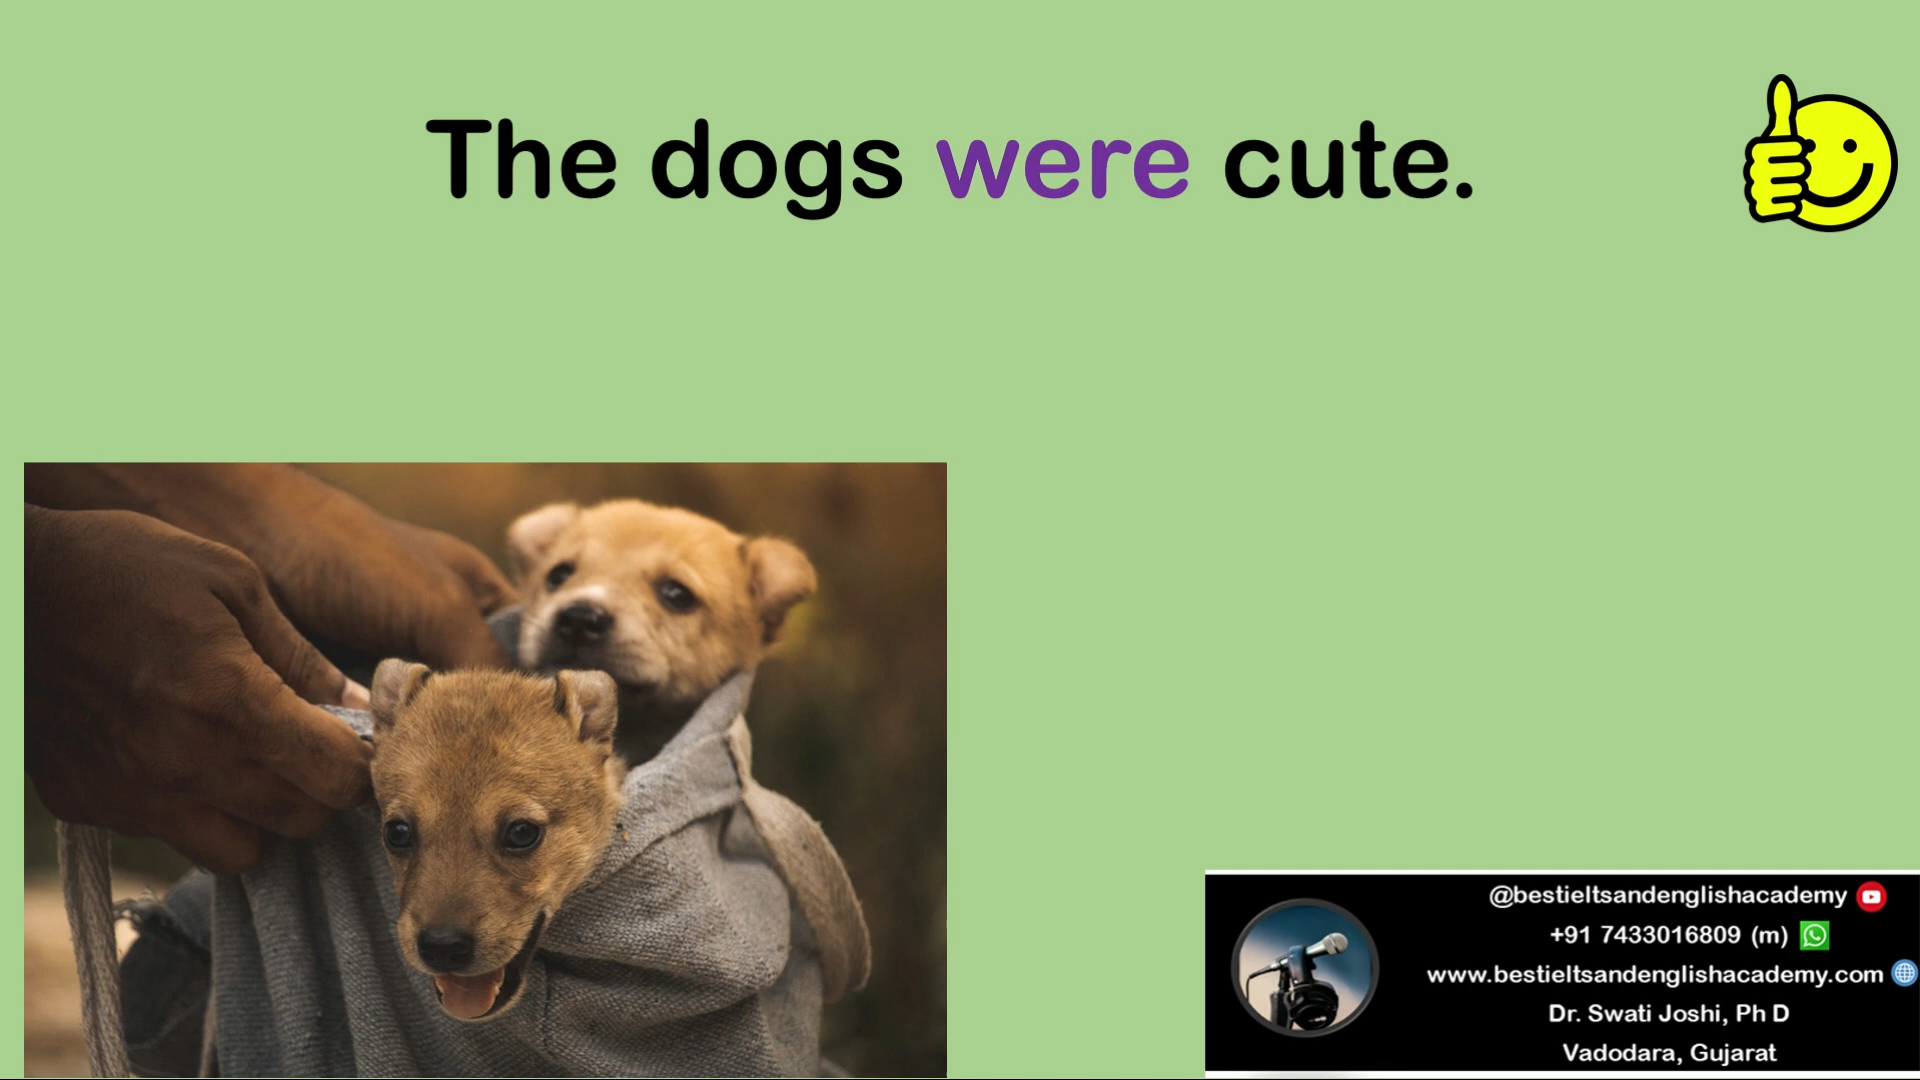 The dogs were cute.
@bestieltsandenglishacademy
+91 7433016809 (m)
www.bestieltsandenglishacademy.com
Dr. Swati Joshi, Ph D
Vadodara, Gujarat